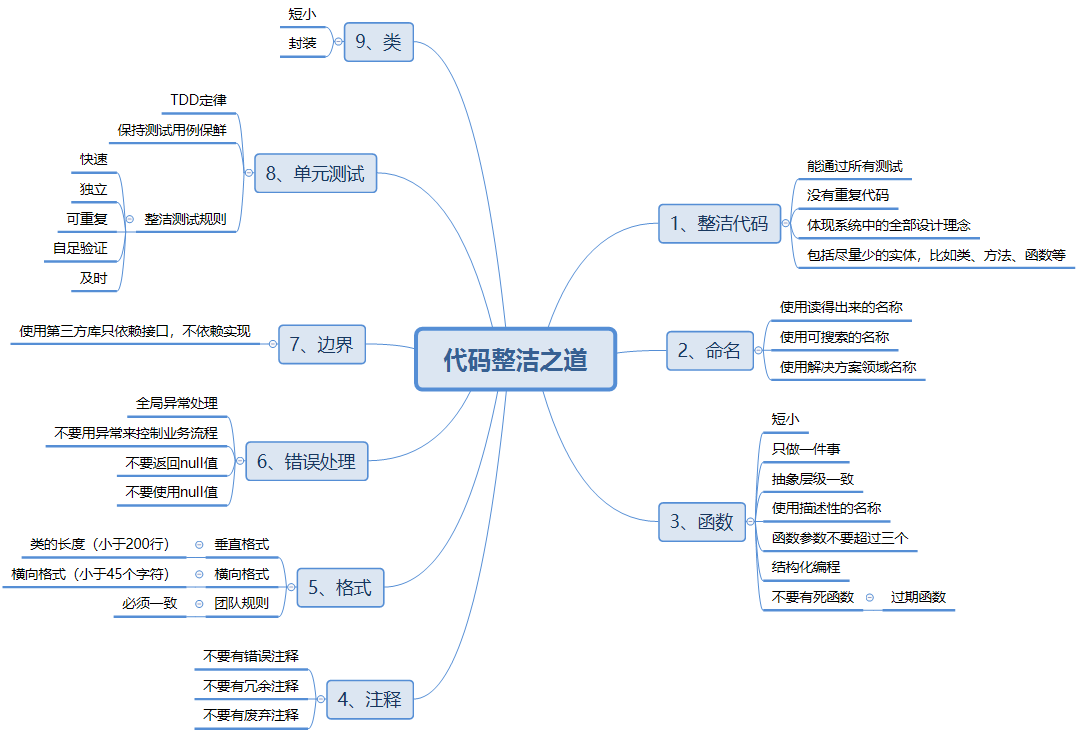 代码整洁之道
1、整洁代码
能通过所有测试
没有重复代码
体现系统中的全部设计理念
包括尽量少的实体，比如类、方法、函数等
2、命名
使用读得出来的名称
使用可搜索的名称
使用解决方案领域名称
3、函数
短小
只做一件事
抽象层级一致
使用描述性的名称
函数参数不要超过三个
结构化编程
不要有死函数
过期函数
4、注释
不要有错误注释
不要有冗余注释
不要有废弃注释
5、格式
垂直格式
类的长度（小于200行）
横向格式
横向格式（小于45个字符）
团队规则
必须一致
6、错误处理
全局异常处理
不要用异常来控制业务流程
不要返回null值
不要使用null值
7、边界
使用第三方库只依赖接口，不依赖实现
8、单元测试
TDD定律
保持测试用例保鲜
整洁测试规则
快速
独立
可重复
自足验证
及时
9、类
短小
封装